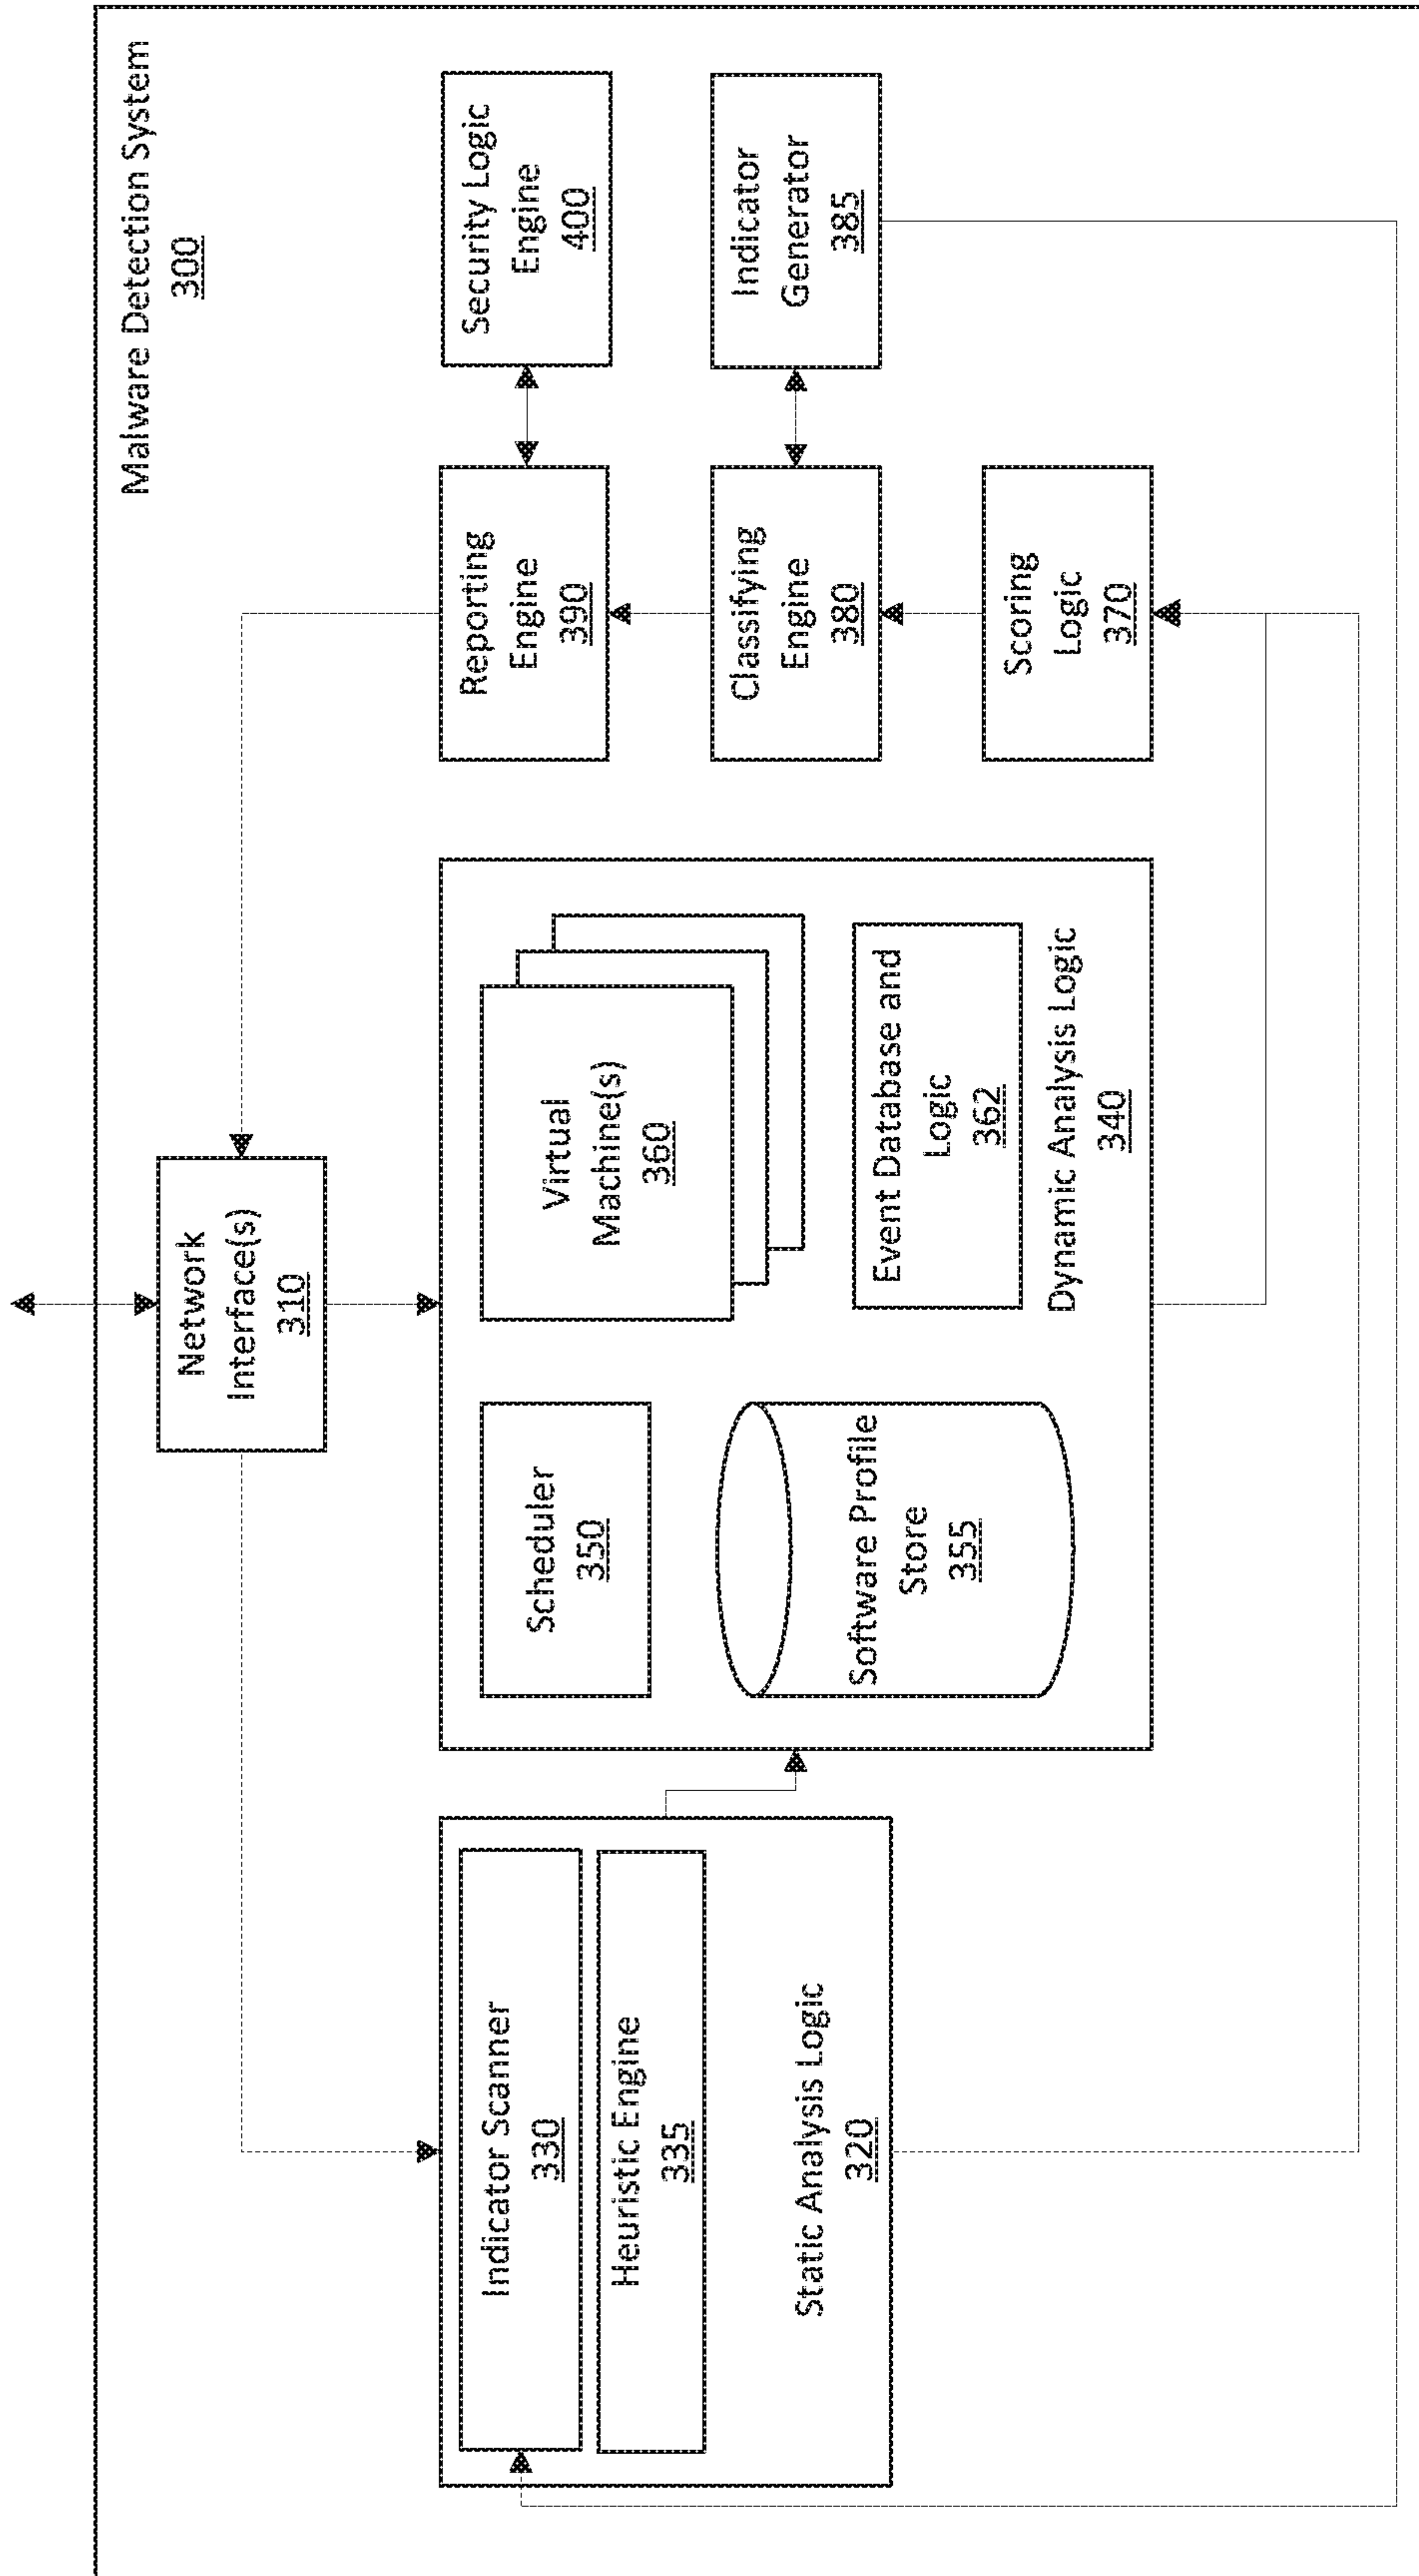 Malware Detection System
300
Network
Interface(s)
310
Indicator Scanner
330
Heuristic Engine
335
Static Analysis Logic
320
Scheduler
350
Software Profile
Store
355
Virtual
Machine(s)
360
Event Database and
Logic
362
Dynamic Analysis Logic
340
Reporting
Engine
390
Security Logic
Engine
400
Classifying
Engine
380
Indicator
Generator
385
Scoring
Logic
370